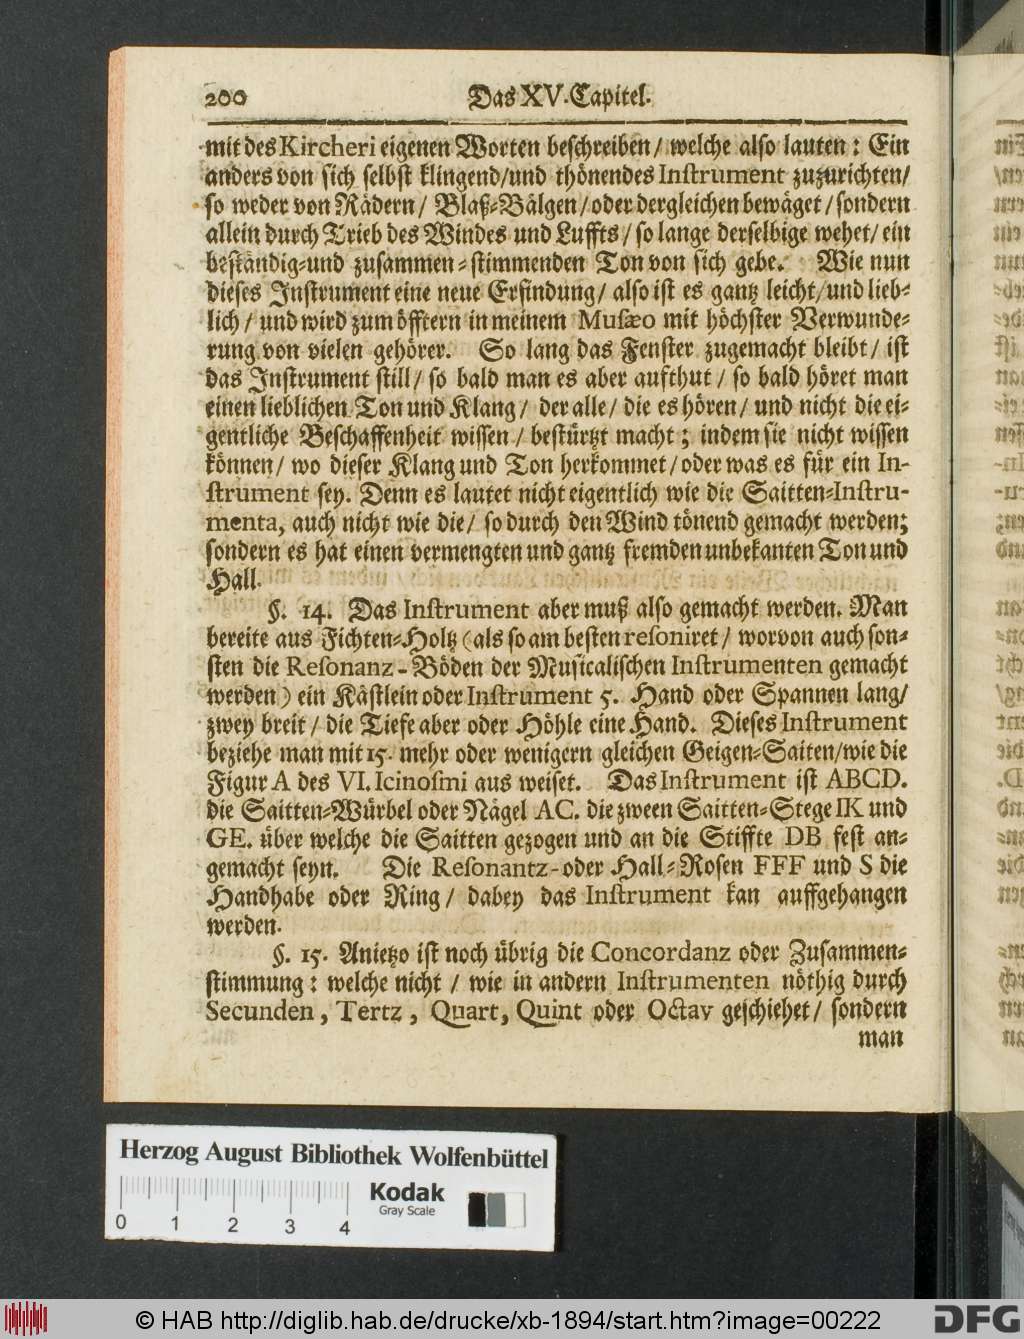 200 Das XV. Capitel.
mit des Kircheri eigenen Worten beschreiben / welche also lauten: Ein
anders von sich selbst klingend/und thönendes Instrument zuzurichten/
so weder von Rädern / Blaß-Bälgen / oder dergleichen bewäget / sondern
allein durch Trieb des Windes und Luffts / so lange derselbige wehet/ ein
beständig-und zusammen-stimmenden Ton von sich gebe. Wie nun
dieses Instrument eine neue Erfindung / also ist es gantz leicht/und lieb-
lich / und wird zum öfftern in meinem Musæo mit höchster Verwunde-
rung von vielen gehörer. So lang das Fenster zugemacht bleibt / ist
das Instrument still / so bald man es aber aufthut / so bald höret man
einen lieblichen Ton und Klang / der alle / die es hören / und nicht die ei-
gentliche Beschaffenheit wissen / bestürtzt macht; indem sie nicht wissen
können / wo dieser Klang und Ton herkommet / oder was es für ein In-
strument sey. Denn es lautet nicht eigentlich wie die Saitten-Instru-
menta, auch nicht wie die / so durch den Wind tönend gemacht werden;
sondern es hat einen vermengten und gantz fremden unbekanten Ton und
Hall.
§. 14. Das Instrument aber muß also gemacht werden. Man
bereite aus Fichten-Holtz (als so am besten resoniret / worvon auch son-
sten die Resonanz-Böden der Musicalischen Instrumenten gemacht
werden) ein Kästlein oder Instrument 5. Hand oder Spannen lang/
zwey breit / die Tiefe aber oder Höhle eine Hand. Dieses Instrument
beziehe man mit 15. mehr oder wenigern gleichen Geigen-Saiten/wie die
Figur A des VI. Icinosmi aus weiset. Das Instrument ist ABCD.
die Saitten-Würbel oder Nägel AC. die zween Saitten-Stege IK und
GE. über welche die Saitten gezogen und an die Stiffte DB fest an-
gemacht seyn. Die Resonantz-oder Hall-Rosen FFF und S die
Handhabe oder Ring / dabey das Instrument kan auffgehangen
werden.
§. 15. Anietzo ist noch übrig die Concordanz oder Zusammen-
stimmung: welche nicht / wie in andern Instrumenten nöthig durch
Secunden, Tertz, Quart, Quint oder Octav geschiehet / sondern
man
Herzog August Bibliothek Wolfenbüttel
Kodak
Gray Scale
0 1 2 3 4
© HAB http://diglib.hab.de/drucke/xb-1894/start.htm?image=00222
DFG